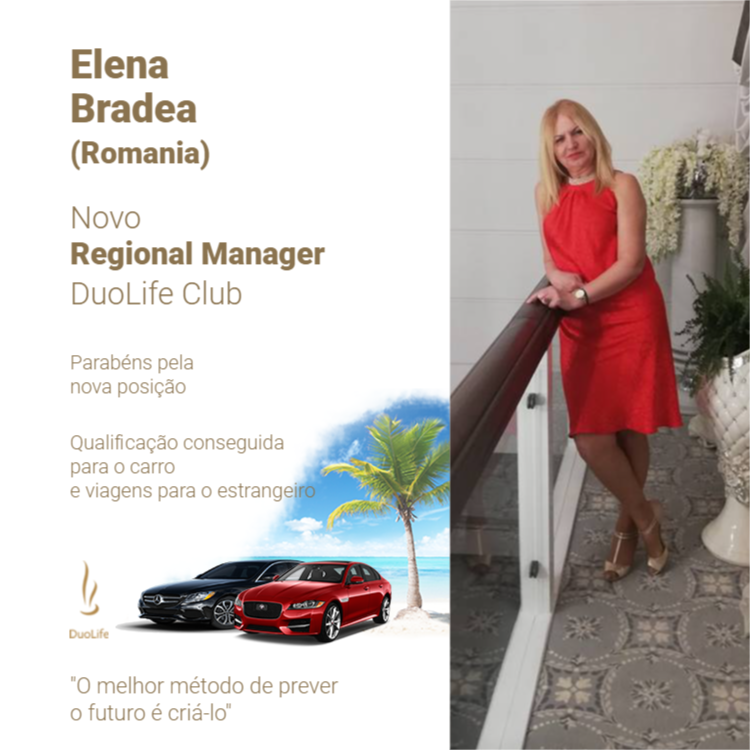 Elena
Bradea
(Romania)
Novo
Regional Manager
DuoLife Club
Parabéns pela
nova posição
Qualificação conseguida
para o carro
e viagens para o estrangeiro
DuoLife
"O melhor método de prever
o futuro é criá-lo"